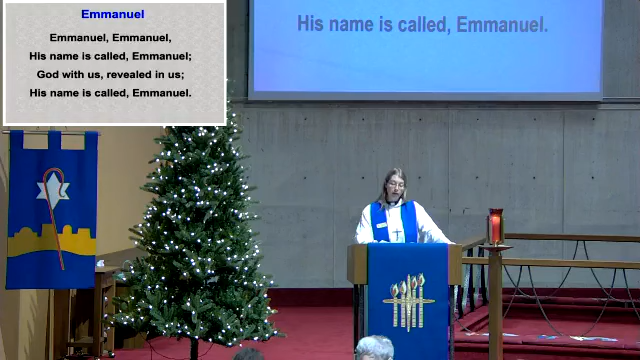 Emmanuel
Emmanuel, Emmanuel,
His name is called, Emmanuel;
God with us, revealed in us;
His name is called, Emmanuel.
His name is called, Emmanuel.